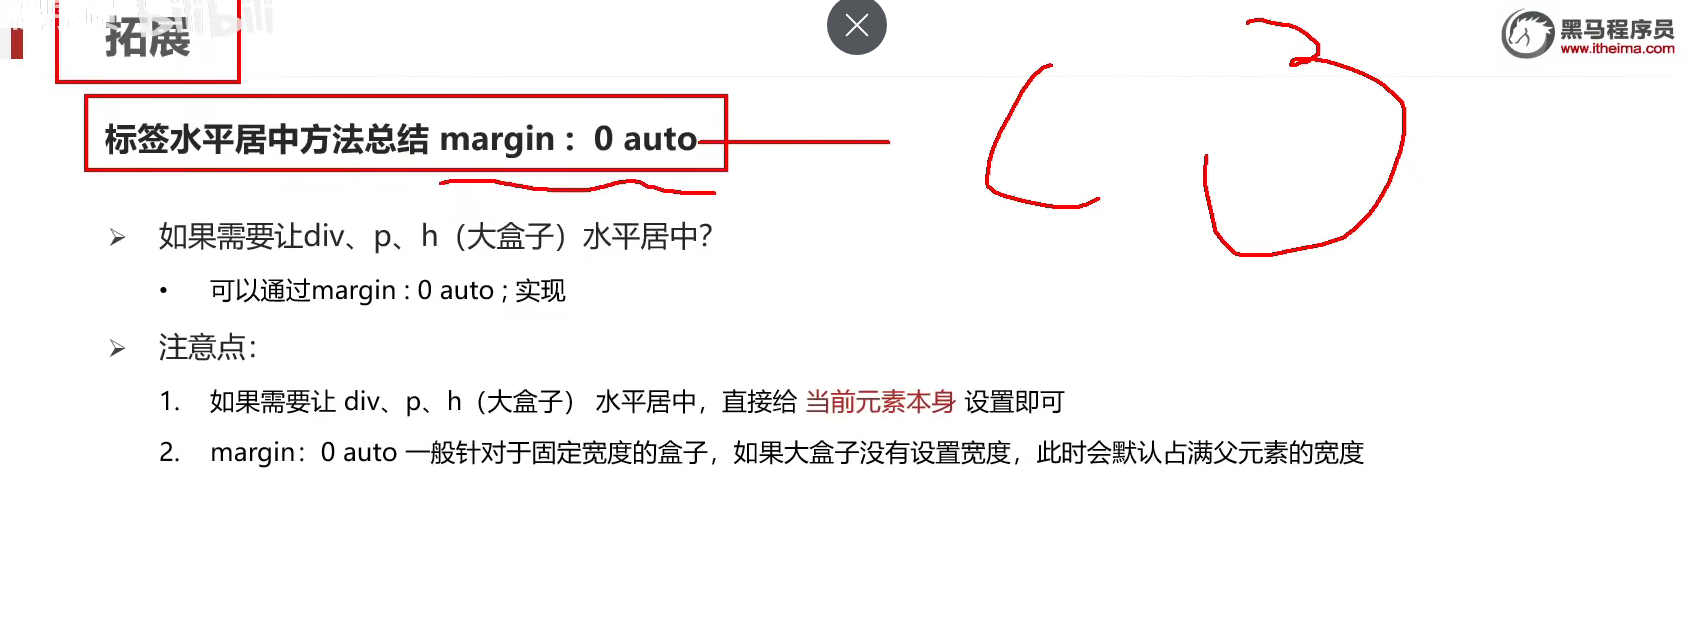 拓展
bilibili
黑马程序员
www.itheima.com
标签水平居中方法总结 margin : 0 auto
➢ 如果需要让div、p、h（大盒子）水平居中？
• 可以通过margin : 0 auto ; 实现
➢ 注意点：
1. 如果需要让 div、p、h（大盒子） 水平居中，直接给 当前元素本身 设置即可
2. margin：0 auto 一般针对于固定宽度的盒子，如果大盒子没有设置宽度，此时会默认占满父元素的宽度